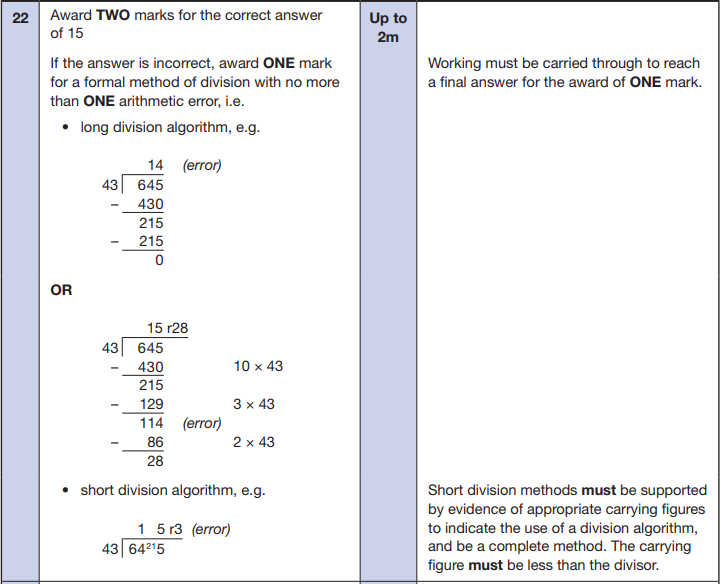 22 Award TWO marks for the correct answer Up to
of 15 2m
If the answer is incorrect, award ONE mark Working must be carried through to reach
for a formal method of division with no more a final answer for the award of ONE mark.
than ONE arithmetic error, i.e.
• long division algorithm, e.g.
14 (error)
43 645
– 430
215
– 215
0
OR
15 r28
43 645
– 430 10 × 43
215
– 129 3 × 43
114 (error)
– 86 2 × 43
28
• short division algorithm, e.g. Short division methods must be supported
by evidence of appropriate carrying figures
1 5 r3 (error) to indicate the use of a division algorithm,
43 64²¹5 and be a complete method. The carrying
figure must be less than the divisor.